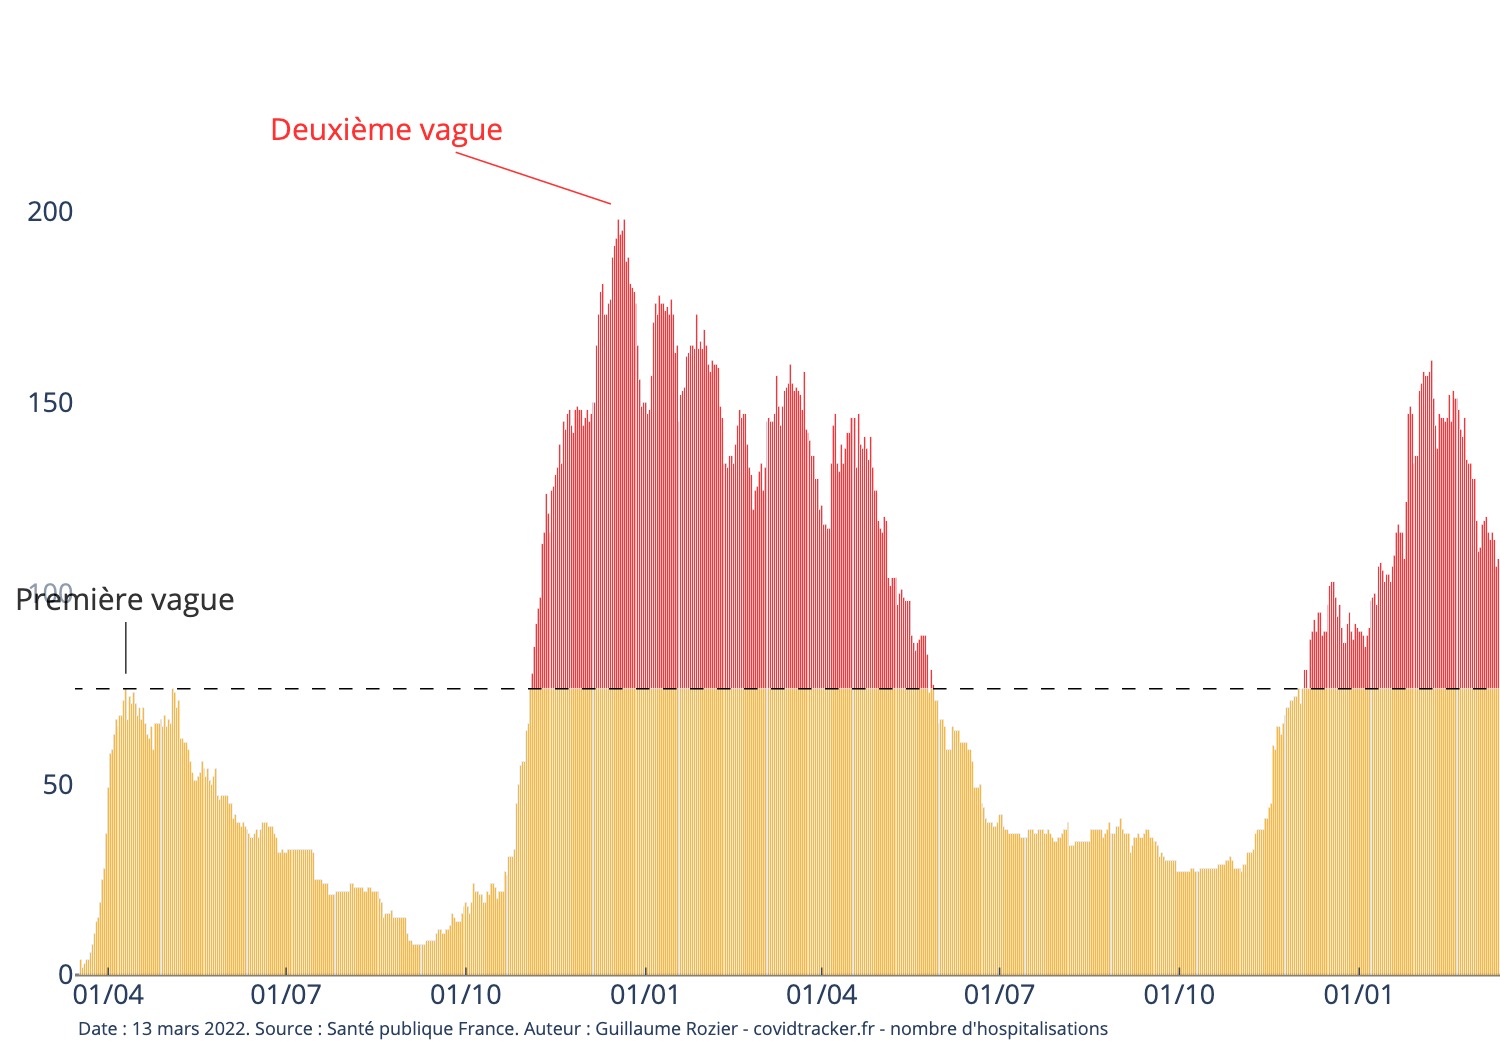 Deuxième vague
200
150
100
Première vague
50
0
01/04 01/07 01/10 01/01 01/04 01/07 01/10 01/01
Date : 13 mars 2022. Source : Santé publique France. Auteur : Guillaume Rozier - covidtracker.fr - nombre d'hospitalisations